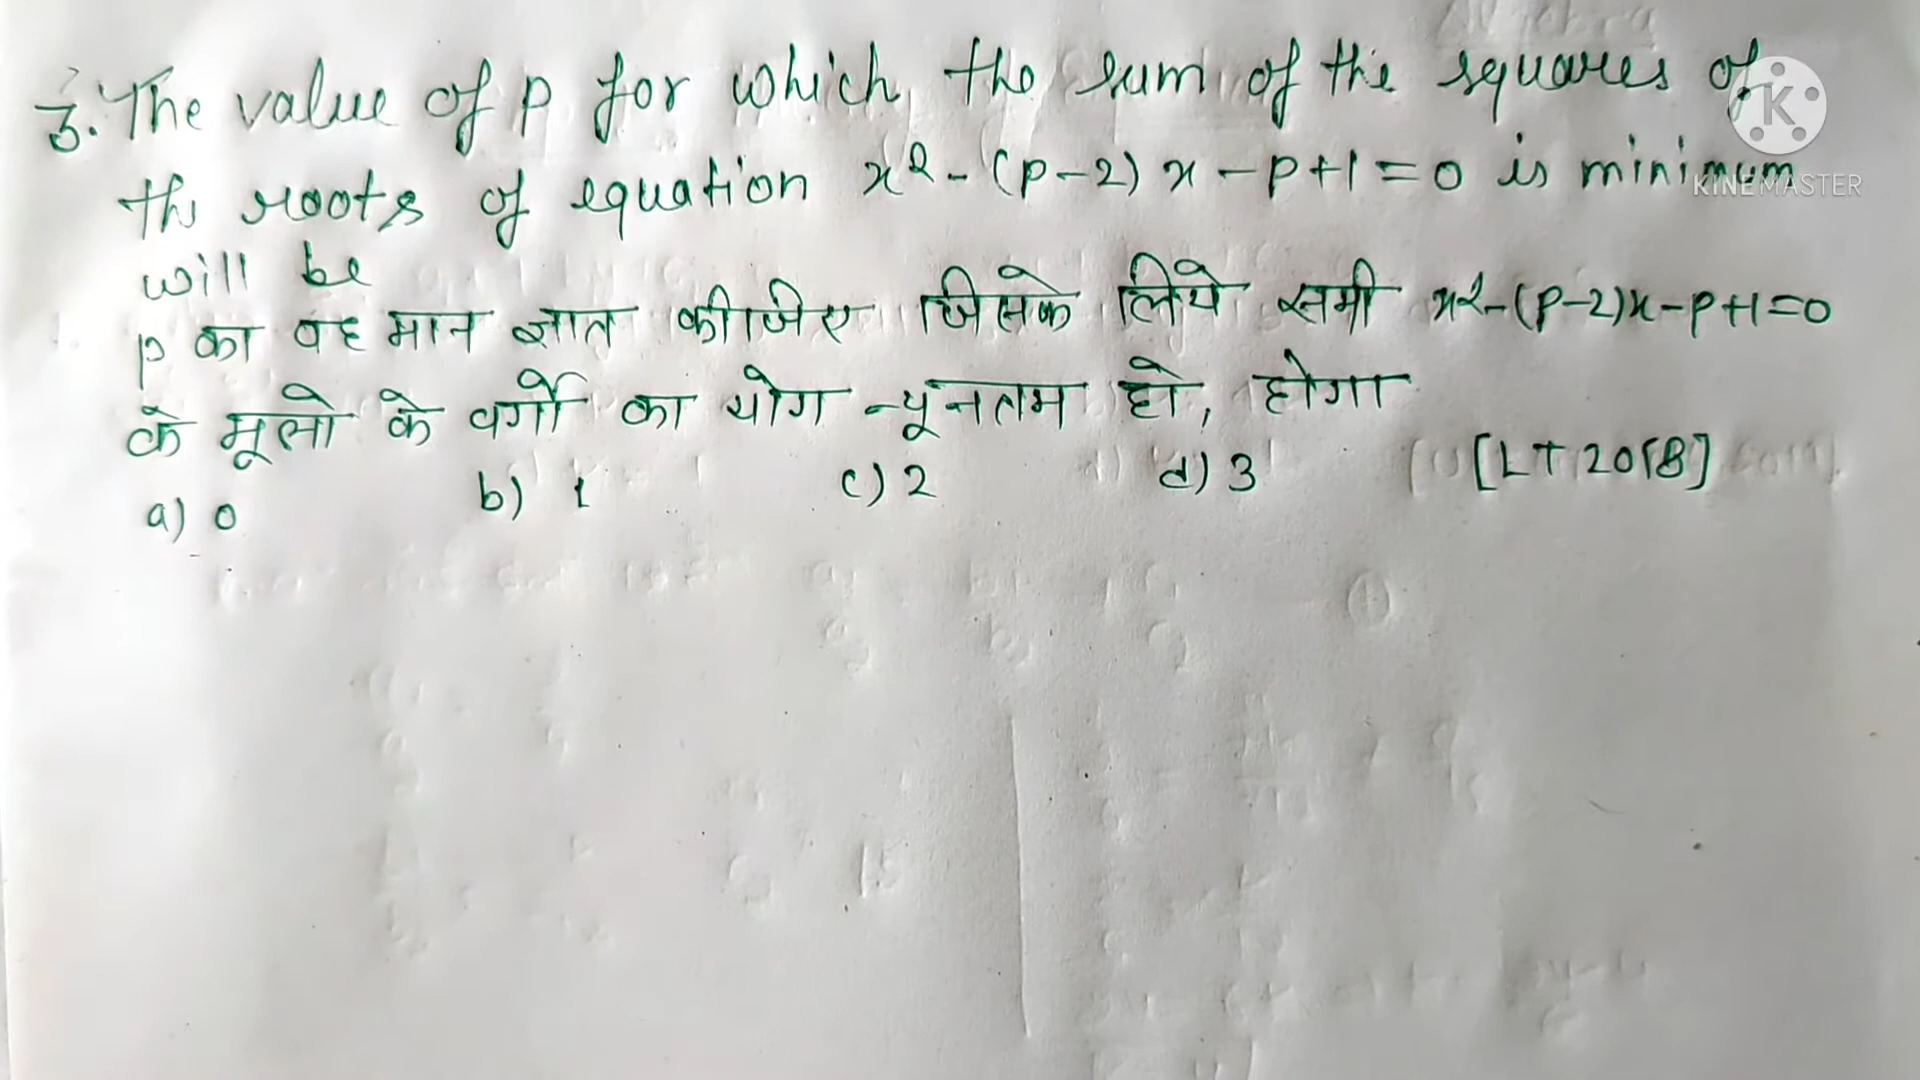 3. The value of p for which the sum of the squares of
the roots of equation x² - (p-2) x - p+1 = 0 is minimum
will be
p का वह मान ज्ञात कीजिए जिसके लिये समी x²-(p-2)x-p+1=0
के मूलो के वर्गो का योग न्यूनतम हो, होगा
a) 0 b) 1 c) 2 d) 3 [LT 2018]
K
KINEMASTER